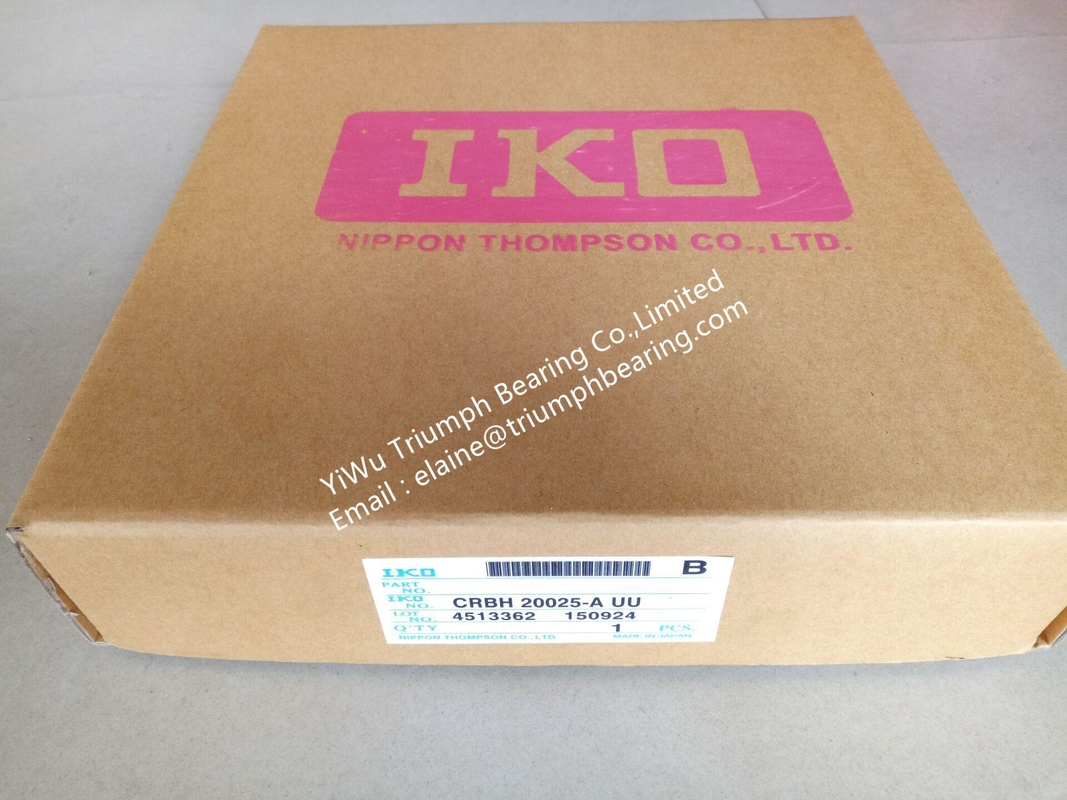 IKO
NIPPON THOMPSON CO.,LTD.
YiWu Triumph Bearing Co.,Limited
Email : elaine@triumphbearing.com
IKO B
PART NO.
IKO NO. CRBH 20025-A UU
LOT NO. 4513362 150924
Q'TY 1 PCS.
NIPPON THOMPSON CO., LTD MADE IN JAPAN